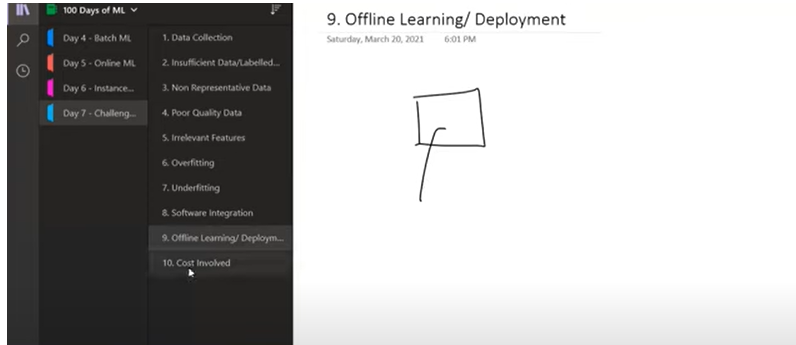 100 Days of ML
Day 4 - Batch ML
Day 5 - Online ML
Day 6 - Instance...
Day 7 - Challeng...
1. Data Collection
2. Insufficient Data/Labelled...
3. Non Representative Data
4. Poor Quality Data
5. Irrelevant Features
6. Overfitting
7. Underfitting
8. Software Integration
9. Offline Learning/ Deploym...
10. Cost Involved
9. Offline Learning/ Deployment
Saturday, March 20, 2021 6:01 PM